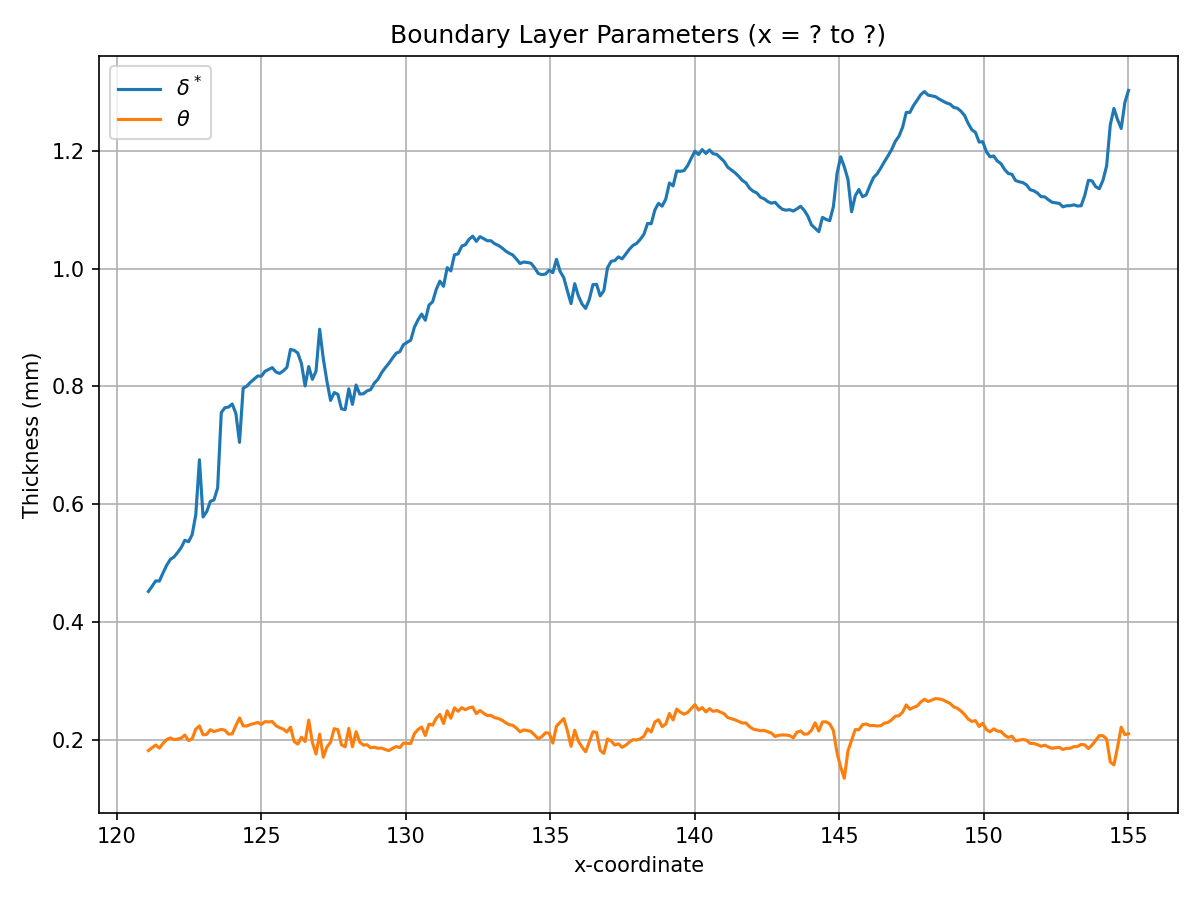 Boundary Layer Parameters (x = ? to ?)
δ*
θ
Thickness (mm)
1.2
1.0
0.8
0.6
0.4
0.2
120 125 130 135 140 145 150 155
x-coordinate